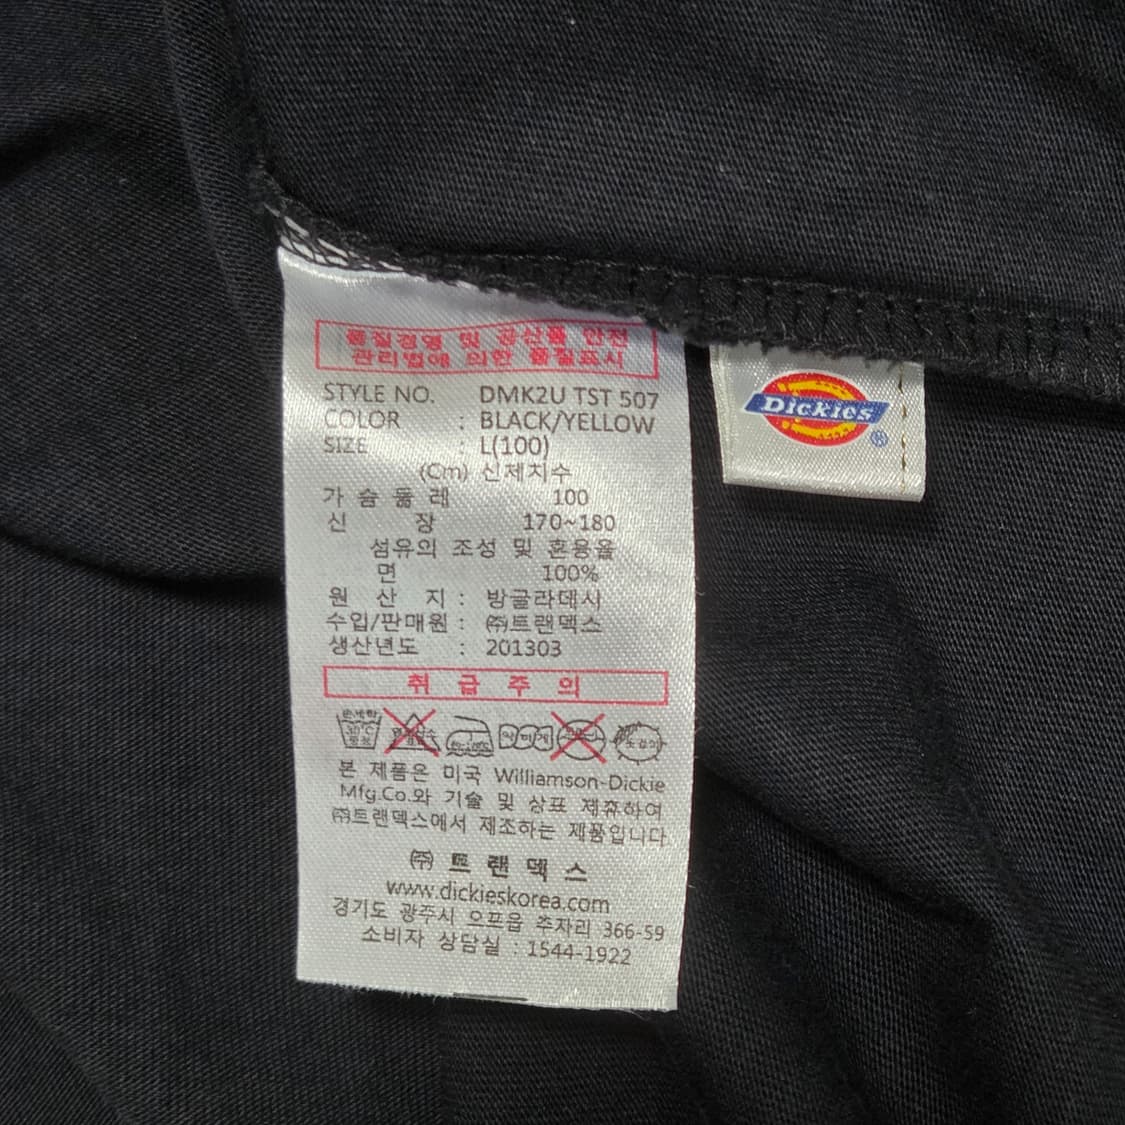 품질경영 및 공산품 안전
관리법에 의한 품질표시
STYLE NO. DMK2U TST 507
COLOR : BLACK/YELLOW
SIZE : L(100)
(Cm) 신체치수
가 슴 둘 레 100
신 장 170~180
섬유의 조성 및 혼용율
면 100%
원 산 지 : 방글라데시
수입/판매원 : ㈜트랜덱스
생산년도 : 201303
취 급 주 의
30℃
약하게
본 제품은 미국 Williamson-Dickie
Mfg.Co.와 기술 및 상표 제휴하여
㈜트랜덱스에서 제조하는 제품입니다
㈜ 트 랜 덱 스
www.dickieskorea.com
경기도 광주시 오포읍 추자리 366-59
소비자 상담실 : 1544-1922
Dickies ®